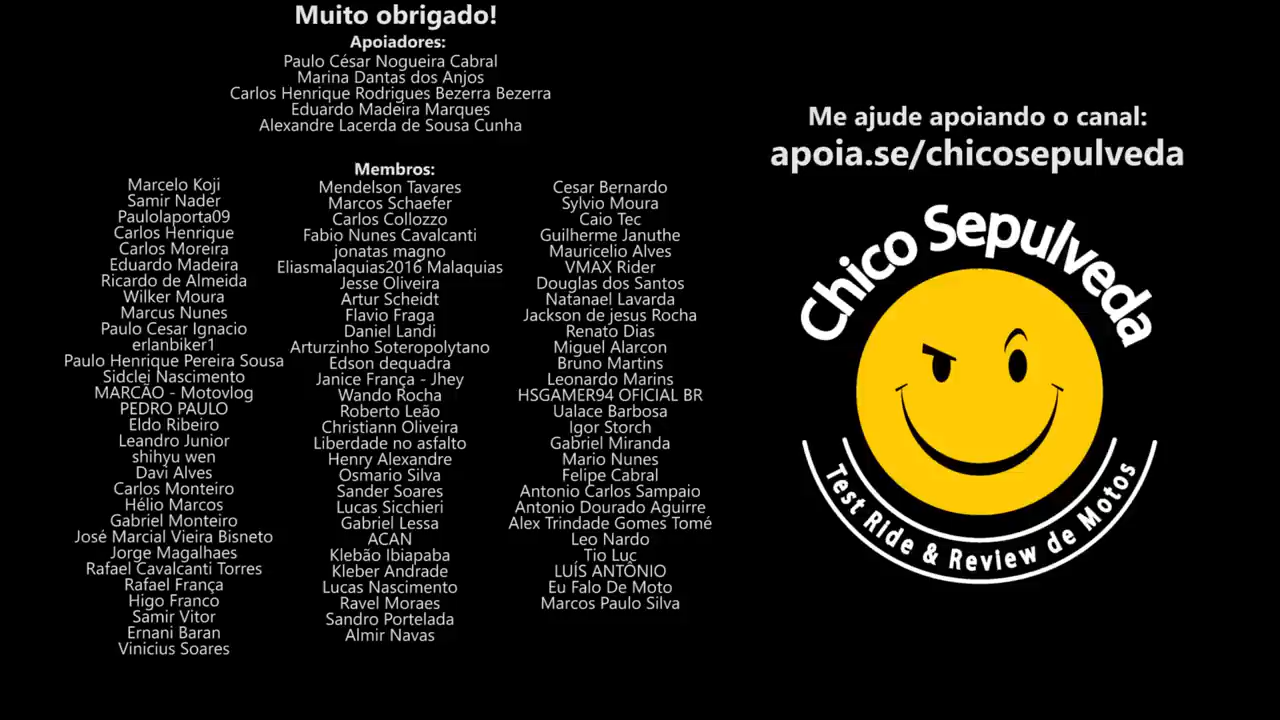 Muito obrigado!
Apoiadores:
Paulo César Nogueira Cabral
Marina Dantas dos Anjos
Carlos Henrique Rodrigues Bezerra Bezerra
Eduardo Madeira Marques
Alexandre Lacerda de Sousa Cunha
Membros:
Marcelo Koji
Samir Nader
Paulolaporta09
Carlos Henrique
Carlos Moreira
Eduardo Madeira
Ricardo de Almeida
Wilker Moura
Marcus Nunes
Paulo Cesar Ignacio
erlanbiker1
Paulo Henrique Pereira Sousa
Sidclei Nascimento
MARCÃO - Motovlog
PEDRO PAULO
Eldo Ribeiro
Leandro Junior
shihyu wen
Davi Alves
Carlos Monteiro
Hélio Marcos
Gabriel Monteiro
José Marcial Vieira Bisneto
Jorge Magalhaes
Rafael Cavalcanti Torres
Rafael França
Higo Franco
Samir Vitor
Ernani Baran
Vinicius Soares
Mendelson Tavares
Marcos Schaefer
Carlos Collozzo
Fabio Nunes Cavalcanti
jonatas magno
Eliasmalaquias2016 Malaquias
Jesse Oliveira
Artur Scheidt
Flavio Fraga
Daniel Landi
Arturzinho Soteropolytano
Edson dequadra
Janice França - Jhey
Wando Rocha
Roberto Leão
Christiann Oliveira
Liberdade no asfalto
Henry Alexandre
Osmario Silva
Sander Soares
Lucas Sicchieri
Gabriel Lessa
ACAN
Klebão Ibiapaba
Kleber Andrade
Lucas Nascimento
Ravel Moraes
Sandro Portelada
Almir Navas
Cesar Bernardo
Sylvio Moura
Caio Tec
Guilherme Januthe
Mauricelio Alves
VMAX Rider
Douglas dos Santos
Natanael Lavarda
Jackson de jesus Rocha
Renato Dias
Miguel Alarcon
Bruno Martins
Leonardo Marins
HSGAMER94 OFICIAL BR
Ualace Barbosa
Igor Storch
Gabriel Miranda
Mario Nunes
Felipe Cabral
Antonio Carlos Sampaio
Antonio Dourado Aguirre
Alex Trindade Gomes Tomé
Leo Nardo
Tio Luc
LUÍS ANTÔNIO
Eu Falo De Moto
Marcos Paulo Silva
Me ajude apoiando o canal:
apoia.se/chicosepulveda
Chico Sepulveda
Test Ride & Review de Motos